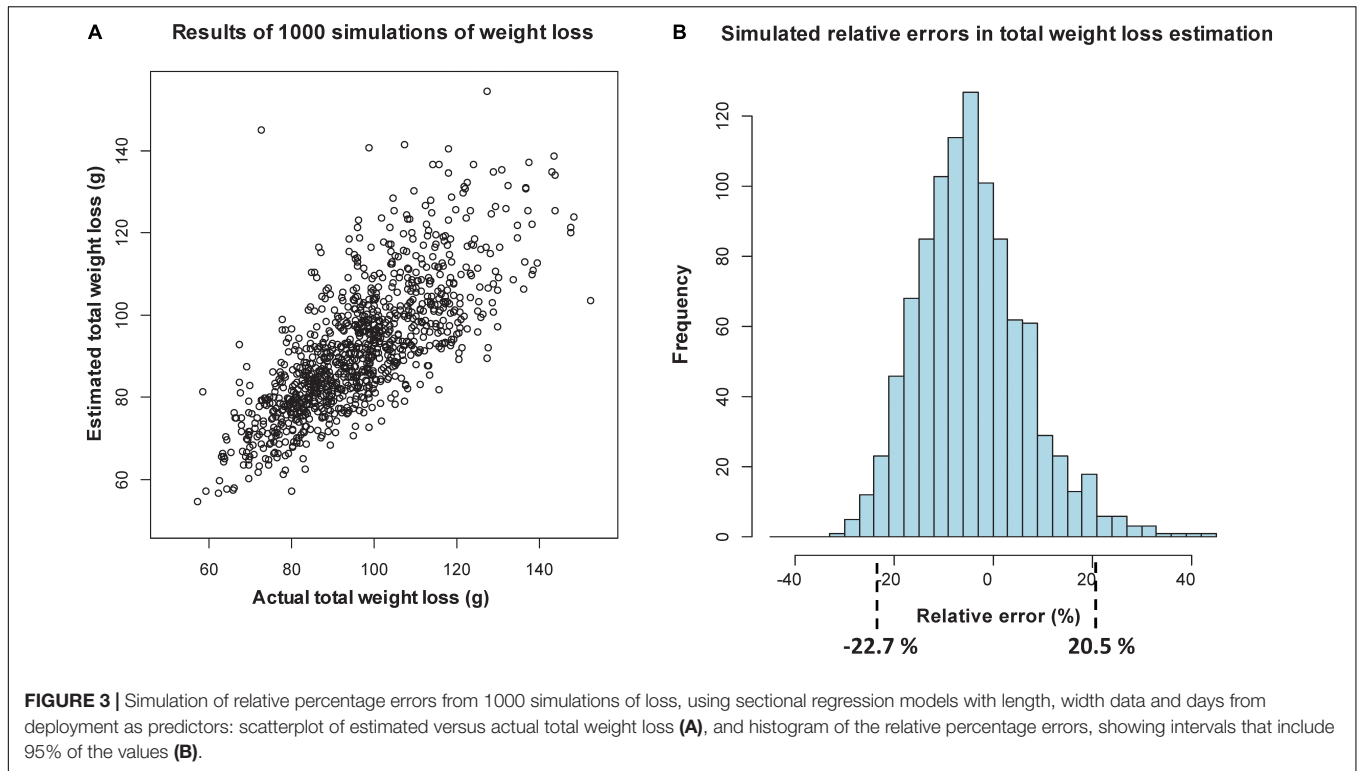 A
Results of 1000 simulations of weight loss
Estimated total weight loss (g)
140
120
100
80
60
60 80 100 120 140
Actual total weight loss (g)
B
Simulated relative errors in total weight loss estimation
Frequency
120
100
80
60
40
20
0
-40 -20 0 20 40
Relative error (%)
-22.7 % 20.5 %
FIGURE 3 | Simulation of relative percentage errors from 1000 simulations of loss, using sectional regression models with length, width data and days from
deployment as predictors: scatterplot of estimated versus actual total weight loss (A), and histogram of the relative percentage errors, showing intervals that include
95% of the values (B).